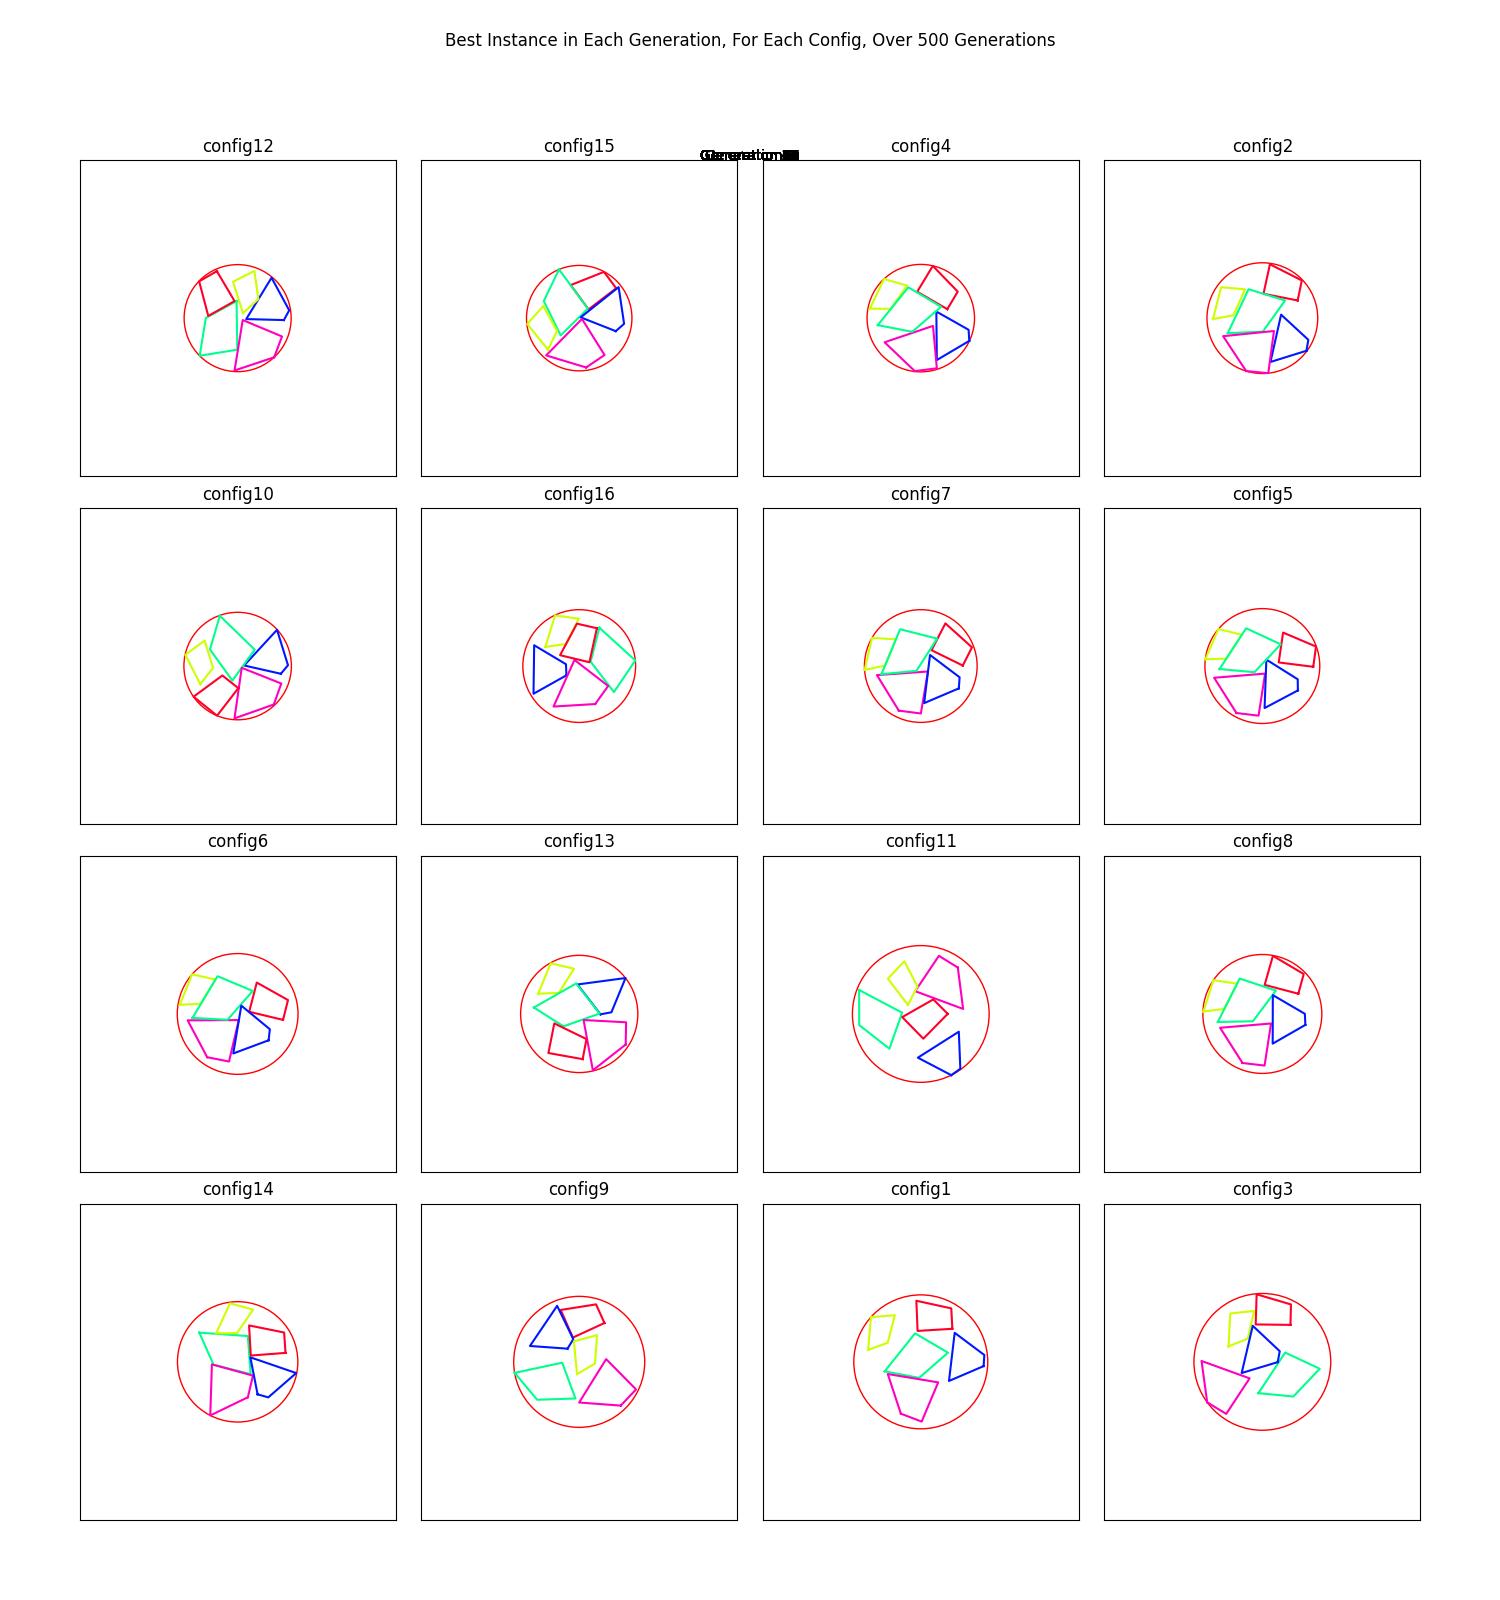 Best Instance in Each Generation, For Each Config, Over 500 Generations
config12
config15
config4
config2
config10
config16
config7
config5
config6
config13
config11
config8
config14
config9
config1
config3